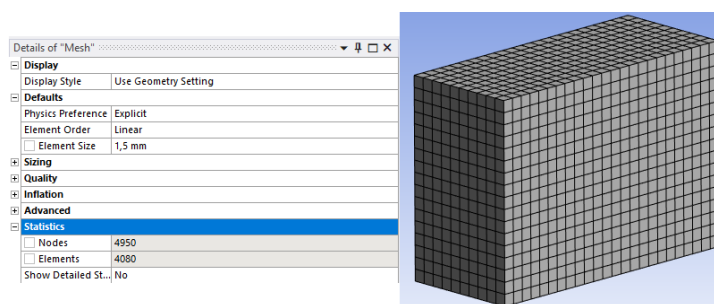 Details of "Mesh"
Display
Display Style Use Geometry Setting
Defaults
Physics Preference Explicit
Element Order Linear
Element Size 1,5 mm
Sizing
Quality
Inflation
Advanced
Statistics
Nodes 4950
Elements 4080
Show Detailed St... No